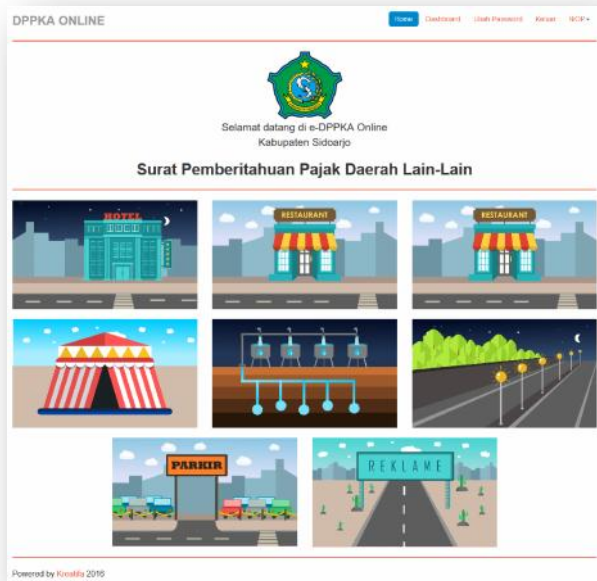 DPPKA ONLINE
Home Dashboard Ubah Password Keluar
Selamat datang di e-DPPKA Online
Kabupaten Sidoarjo
Surat Pemberitahuan Pajak Daerah Lain-Lain
HOTEL
RESTAURANT
RESTAURANT
PARKIR
REKLAME
Powered by 2016